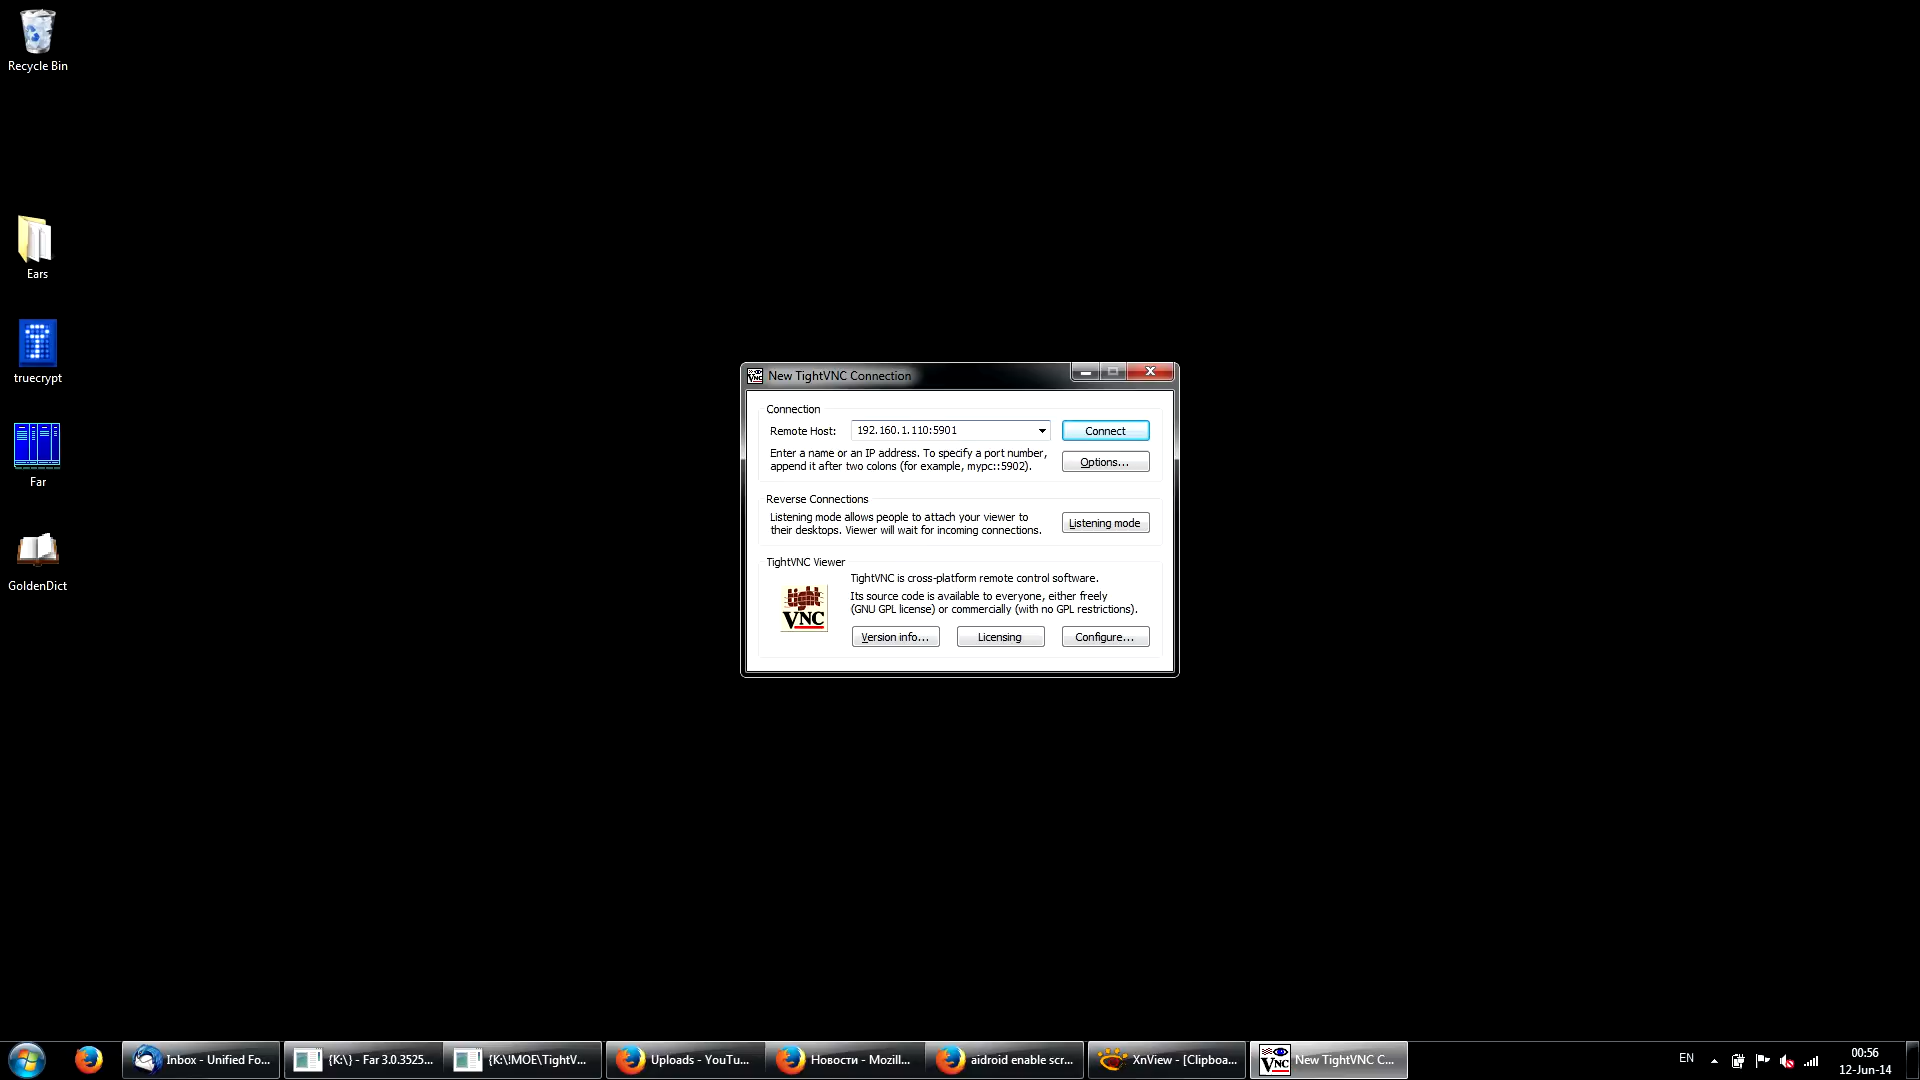 Recycle Bin
Ears
truecrypt
Far
GoldenDict
New TightVNC Connection
Connection
Remote Host: 192.160.1.110:5901 Connect
Enter a name or an IP address. To specify a port number,
append it after two colons (for example, mypc::5902).
Options...
Reverse Connections
Listening mode allows people to attach your viewer to
their desktops. Viewer will wait for incoming connections.
Listening mode
TightVNC Viewer
tight
VNC
TightVNC is cross-platform remote control software.
Its source code is available to everyone, either freely
(GNU GPL license) or commercially (with no GPL restrictions).
Version info... Licensing Configure...
Inbox - Unified Fo... {K:\} - Far 3.0.3525... {K:\!MOE\TightV... Uploads - YouTu... Новости - Mozill... aidroid enable scr... XnView - [Clipboa... VNC New TightVNC C... EN 00:56
12-Jun-14